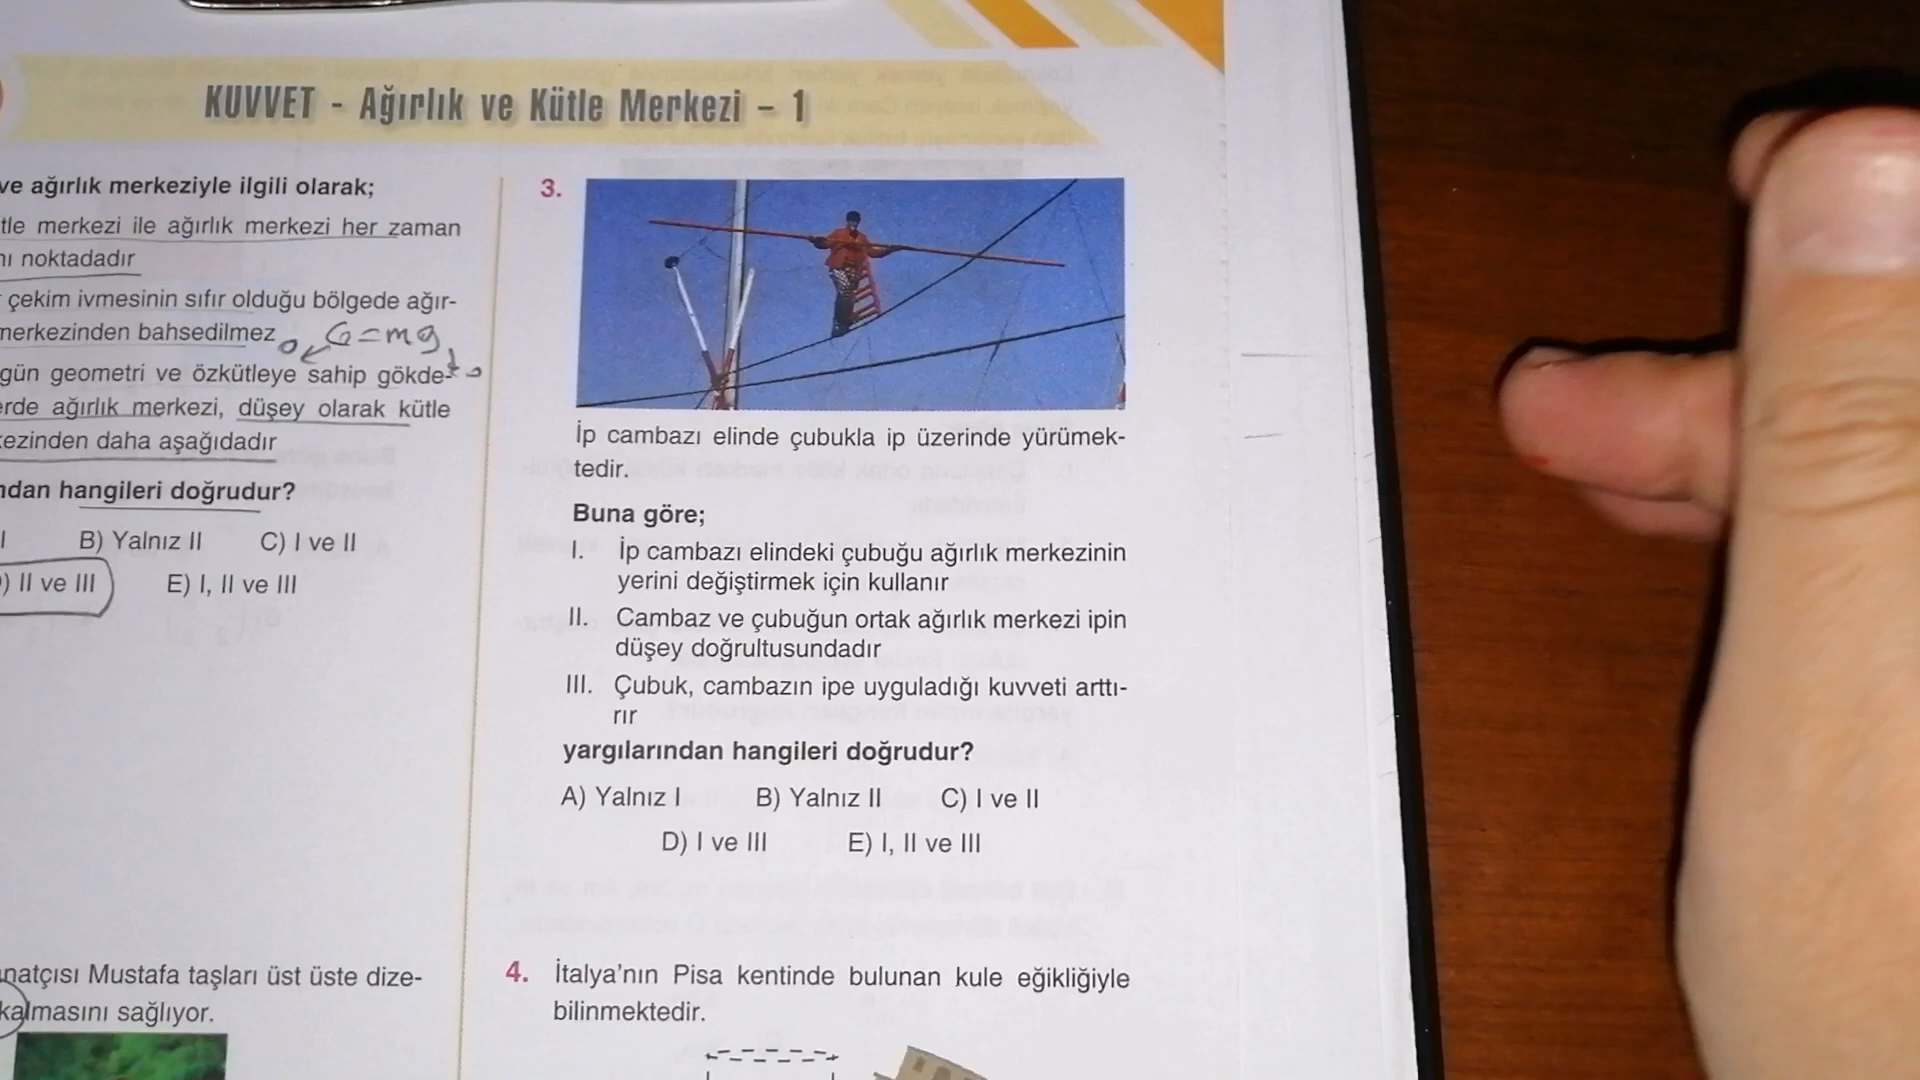 KUVVET - Ağırlık ve Kütle Merkezi - 1
ve ağırlık merkeziyle ilgili olarak;
tle merkezi ile ağırlık merkezi her zaman
noktadadır
çekim ivmesinin sıfır olduğu bölgede ağır-
merkezinden bahsedilmez
G=mg
gün geometri ve özkütleye sahip gökde-
erde ağırlık merkezi, düşey olarak kütle
kezinden daha aşağıdadır
ndan hangileri doğrudur?
I B) Yalnız II C) I ve II
) II ve III E) I, II ve III
natçısı Mustafa taşları üst üste dize-
kalmasını sağlıyor.
3.
İp cambazı elinde çubukla ip üzerinde yürümek-
tedir.
Buna göre;
I. İp cambazı elindeki çubuğu ağırlık merkezinin
yerini değiştirmek için kullanır
II. Cambaz ve çubuğun ortak ağırlık merkezi ipin
düşey doğrultusundadır
III. Çubuk, cambazın ipe uyguladığı kuvveti arttı-
rır
yargılarından hangileri doğrudur?
A) Yalnız I B) Yalnız II C) I ve II
D) I ve III E) I, II ve III
4. İtalya'nın Pisa kentinde bulunan kule eğikliğiyle
bilinmektedir.